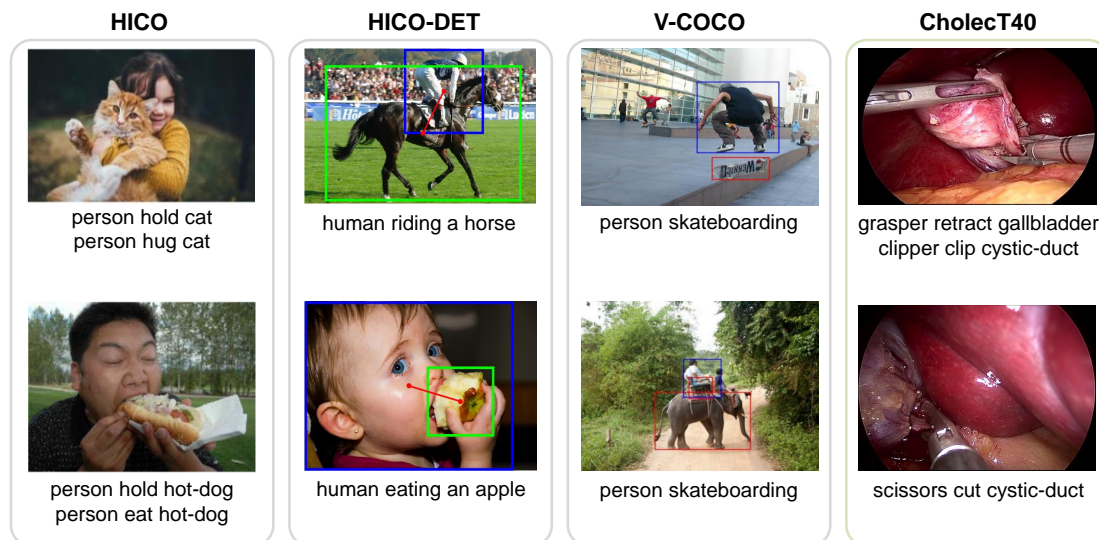 HICO
HICO-DET
V-COCO
CholecT40
person hold cat
person hug cat
human riding a horse
person skateboarding
grasper retract gallbladder
clipper clip cystic-duct
person hold hot-dog
person eat hot-dog
human eating an apple
person skateboarding
scissors cut cystic-duct